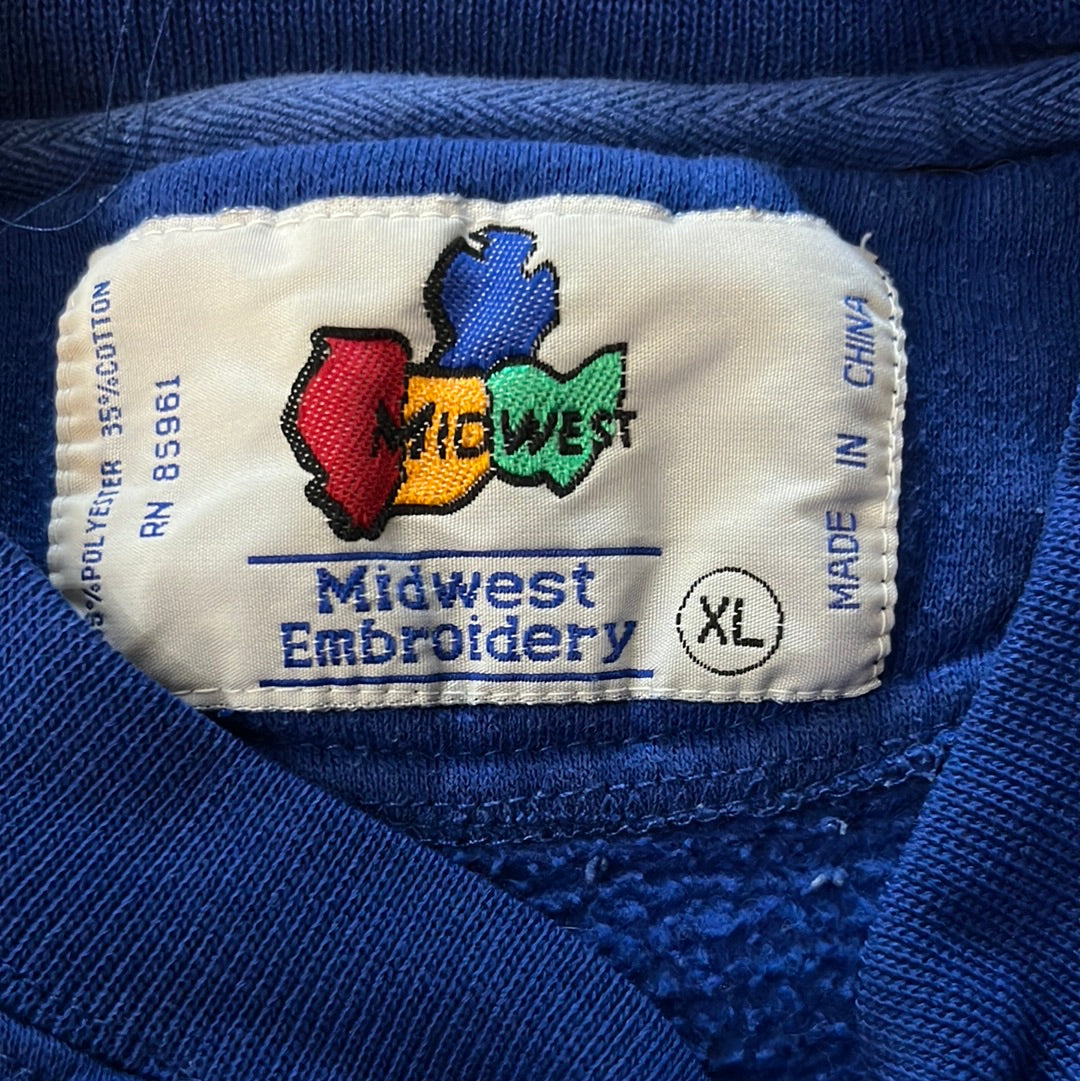 %POLYESTER 35%COTTON
RN 85961
MIDWEST
Midwest
Embroidery
XL
MADE IN CHINA